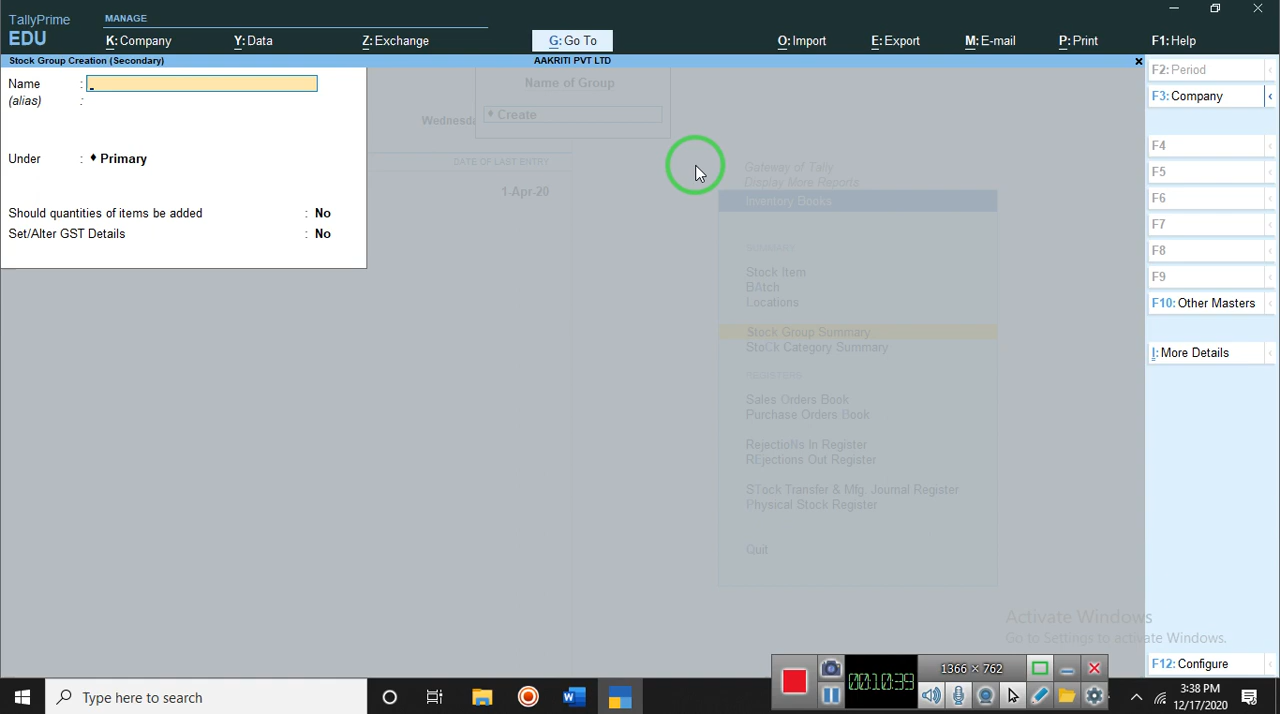 TallyPrime
EDU
MANAGE
K: Company
Y: Data
Z: Exchange
G: Go To
O: Import
E: Export
M: E-mail
P: Print
F1: Help
Stock Group Creation (Secondary)
AAKRITI PVT LTD
Name :
(alias) :
Under : ♦ Primary
Should quantities of items be added : No
Set/Alter GST Details : No
Name of Group
♦ Create
Wednesda
DATE OF LAST ENTRY
1-Apr-20
Gateway of Tally
Display More Reports
Inventory Books
SUMMARY
Stock Item
BAtch
Locations
Stock Group Summary
StoCk Category Summary
REGISTERS
Sales Orders Book
Purchase Orders Book
RejectioNs In Register
REjections Out Register
STock Transfer & Mfg. Journal Register
Physical Stock Register
Quit
F2: Period
F3: Company
F4
F5
F6
F7
F8
F9
F10: Other Masters
I: More Details
F12: Configure
Activate Windows
Go to Settings to activate Windows.
00:10:39
1366 × 762
Type here to search
3:38 PM
12/17/2020